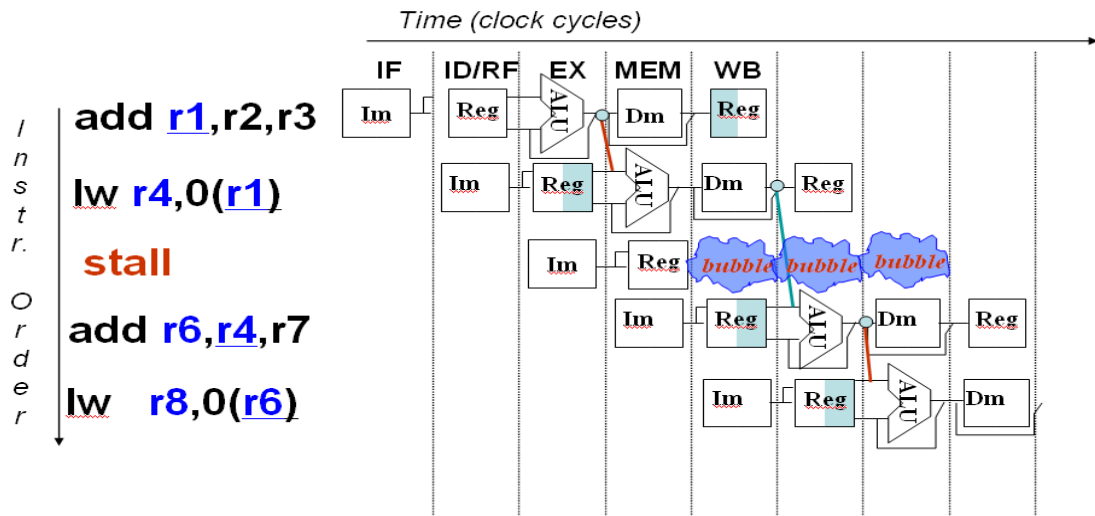 Time (clock cycles)
IF ID/RF EX MEM WB
Instr. Order
add r1,r2,r3
Im Reg ALU Dm Reg
lw r4,0(r1)
Im Reg ALU Dm Reg
stall
Im Reg bubble bubble bubble
add r6,r4,r7
Im Reg ALU Dm Reg
lw r8,0(r6)
Im Reg ALU Dm